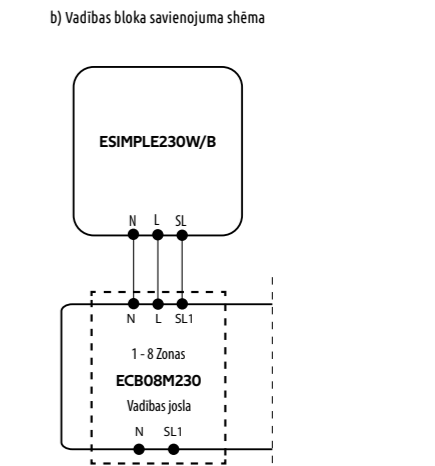 b) Vadības bloka savienojuma shēma
ESIMPLE230W/B
N L SL
N L SL1
1 - 8 Zonas
ECB08M230
Vadības josla
N SL1